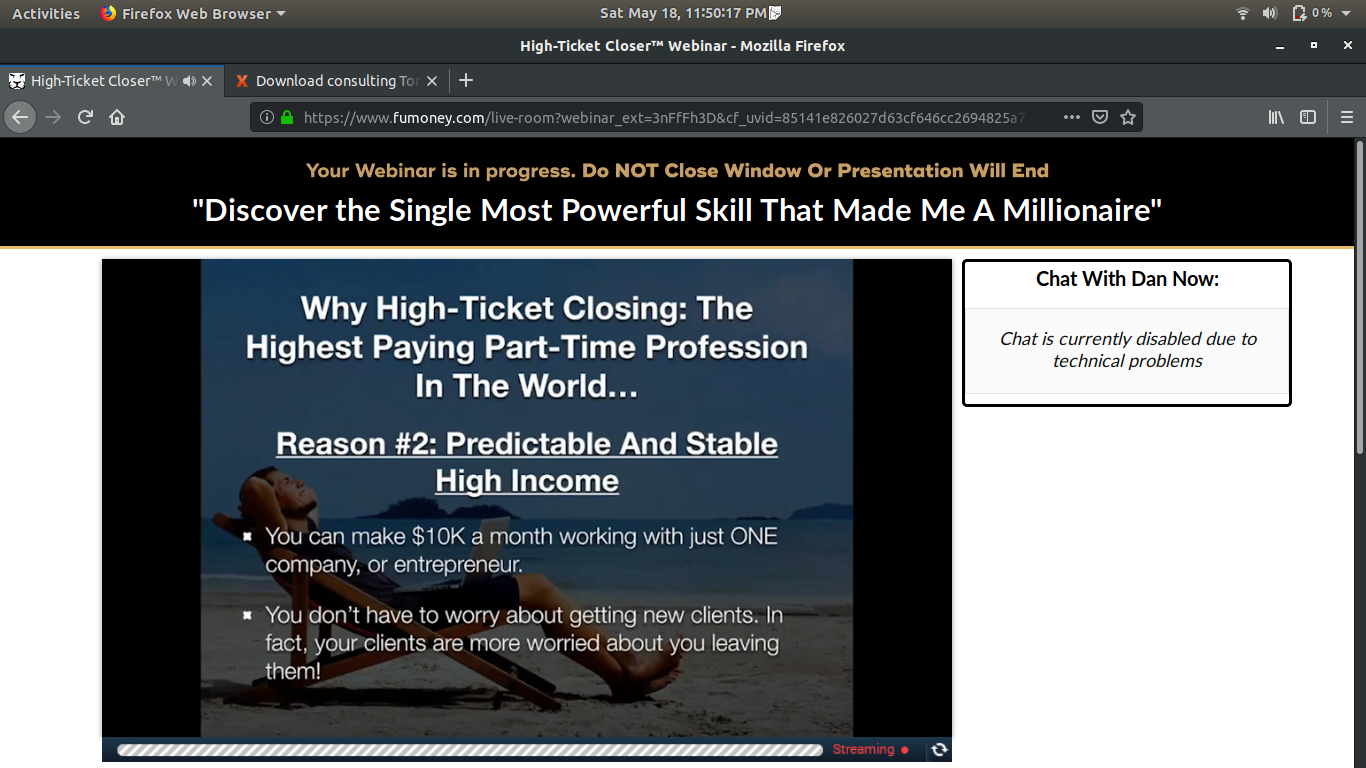 Activities Firefox Web Browser Sat May 18, 11:50:17 PM 0 %
High-Ticket Closer™ Webinar - Mozilla Firefox
High-Ticket Closer™ W Download consulting Tor
https://www.fumoney.com/live-room?webinar_ext=3nFfFh3D&cf_uvid=85141e826027d63cf646cc2694825a7
Your Webinar is in progress. Do NOT Close Window Or Presentation Will End
"Discover the Single Most Powerful Skill That Made Me A Millionaire"
Why High-Ticket Closing: The
Highest Paying Part-Time Profession
In The World...
Reason #2: Predictable And Stable
High Income
You can make $10K a month working with just ONE
company, or entrepreneur.
You don't have to worry about getting new clients. In
fact, your clients are more worried about you leaving
them!
Streaming
Chat With Dan Now:
Chat is currently disabled due to
technical problems